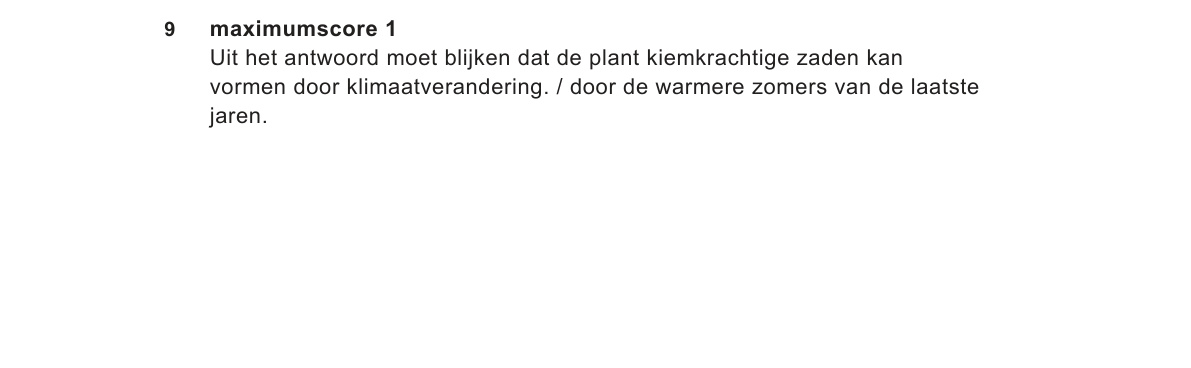 9 maximumscore 1
Uit het antwoord moet blijken dat de plant kiemkrachtige zaden kan
vormen door klimaatverandering. / door de warmere zomers van de laatste
jaren.